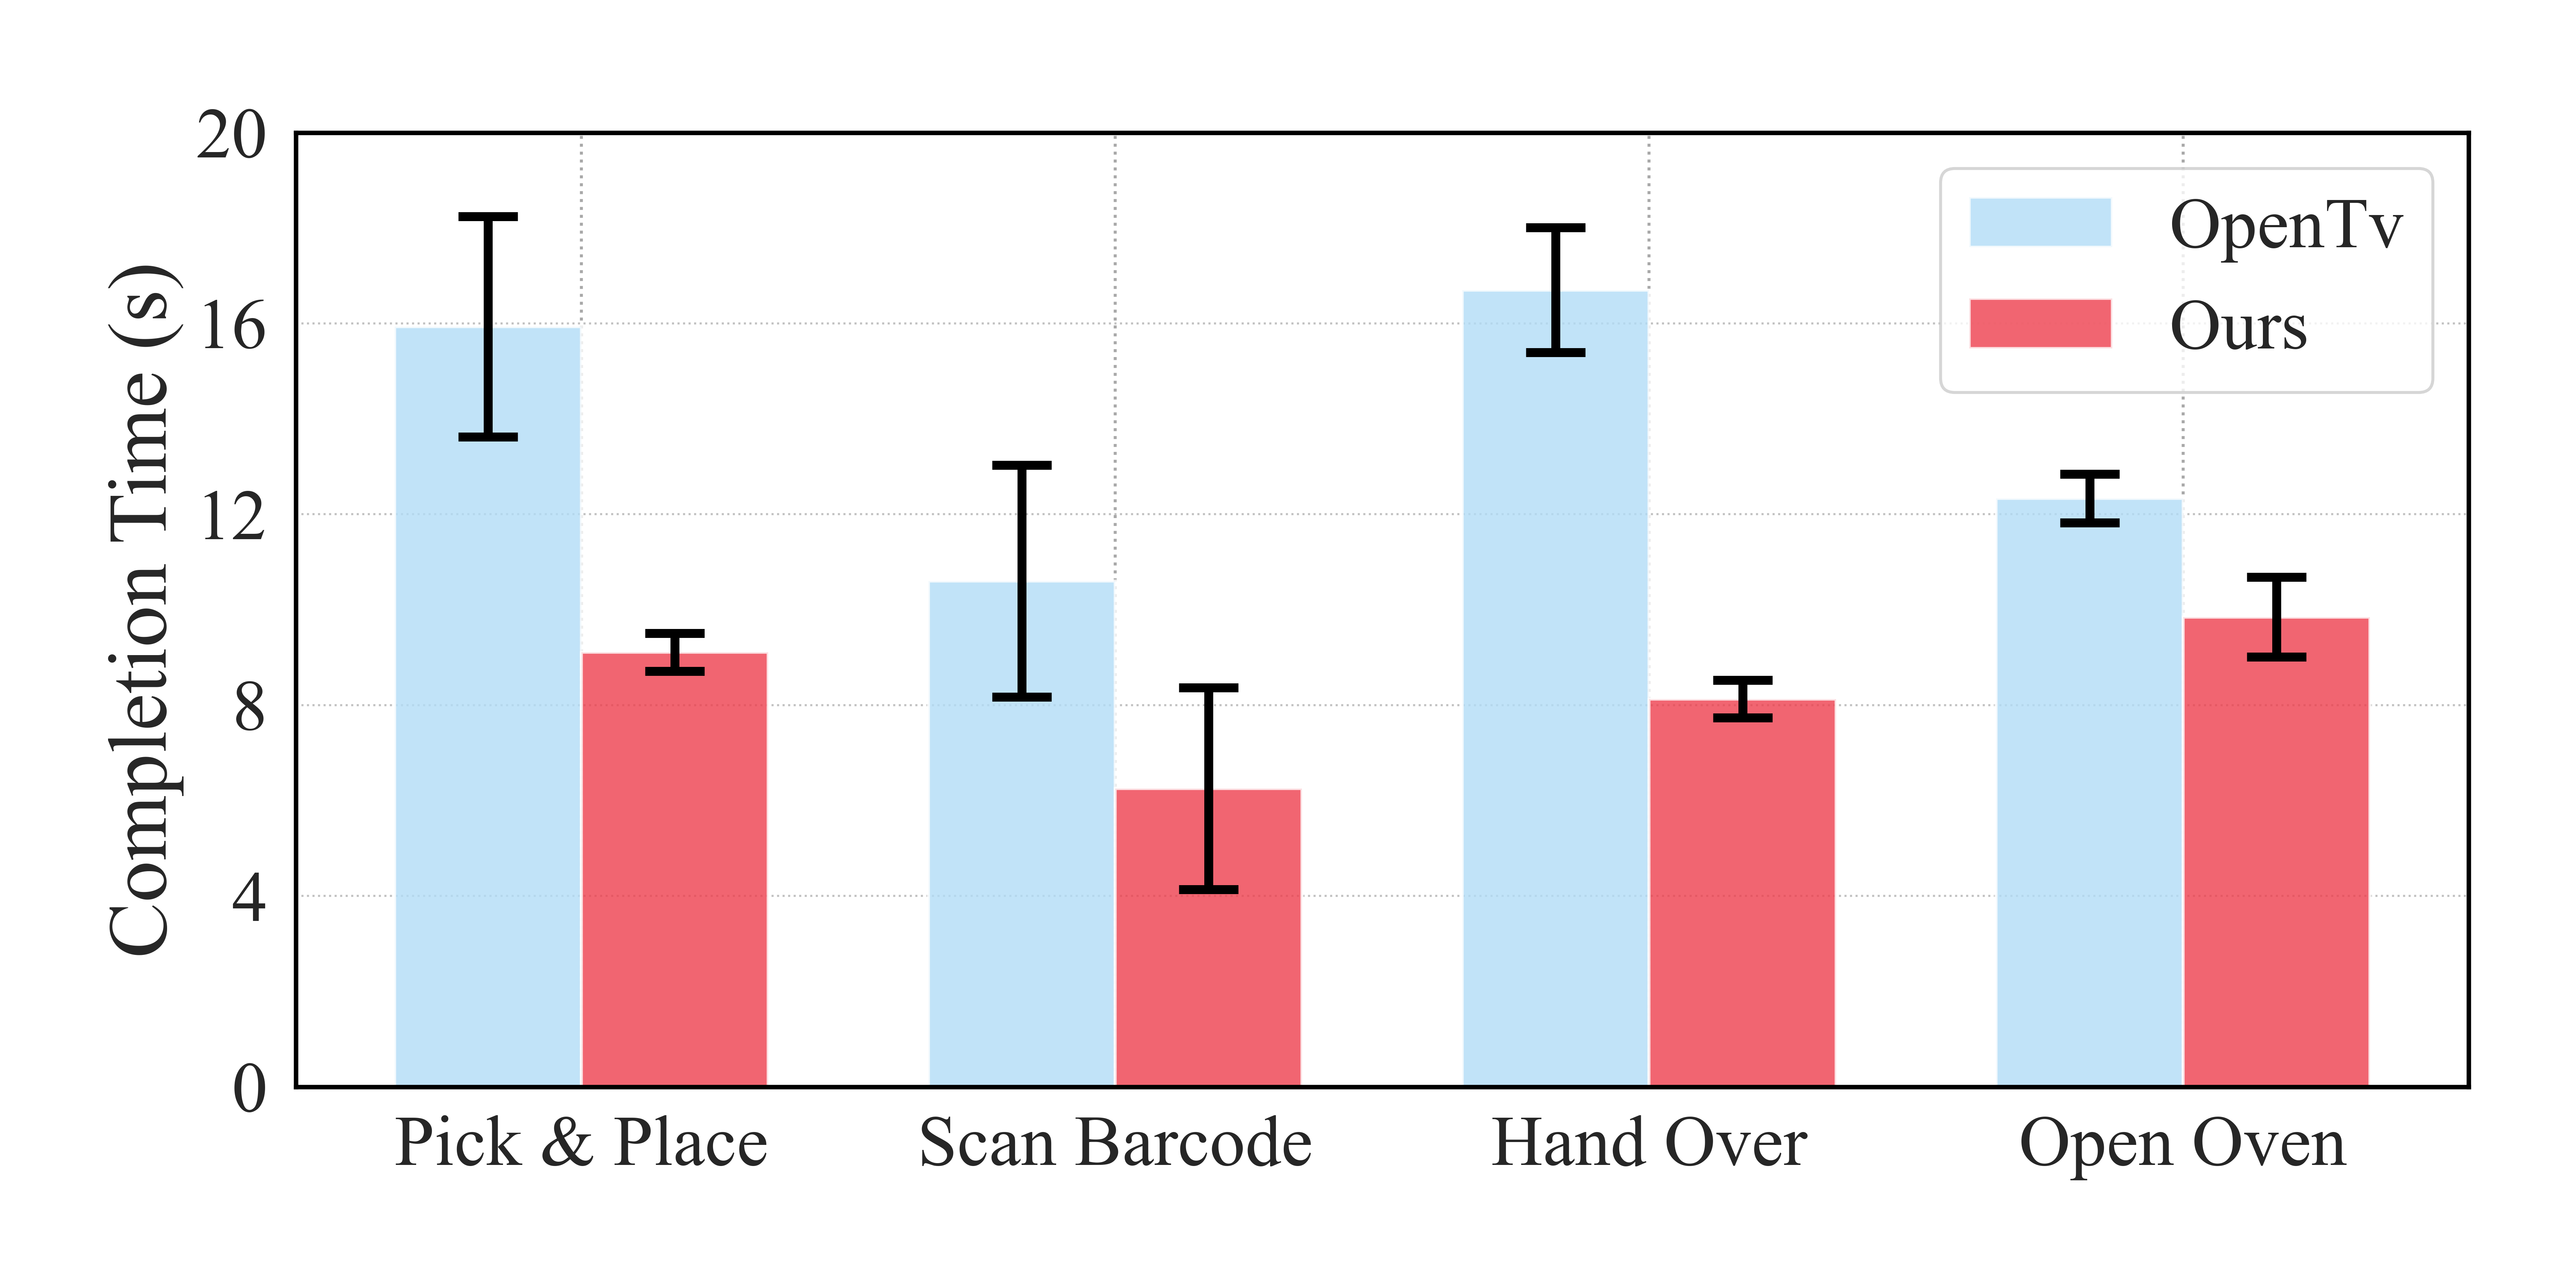 20
16
12
8
4
0
Completion Time (s)
OpenTv
Ours
Pick & Place
Scan Barcode
Hand Over
Open Oven